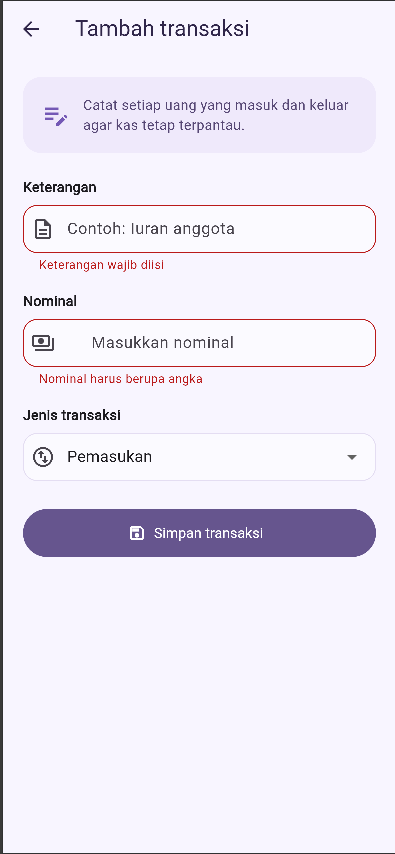 Tambah transaksi
Catat setiap uang yang masuk dan keluar
agar kas tetap terpantau.
Keterangan
Contoh: Iuran anggota
Keterangan wajib diisi
Nominal
Masukkan nominal
Nominal harus berupa angka
Jenis transaksi
Pemasukan
Simpan transaksi